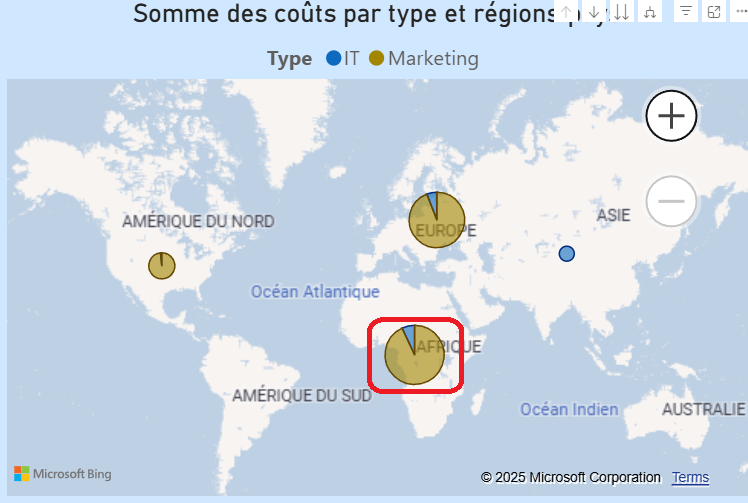 Somme des coûts par type et régions
Type IT Marketing
AMÉRIQUE DU NORD
EUROPE
ASIE
Océan Atlantique
AFRIQUE
AMÉRIQUE DU SUD
Océan Indien
AUSTRALIE
Microsoft Bing
© 2025 Microsoft Corporation Terms